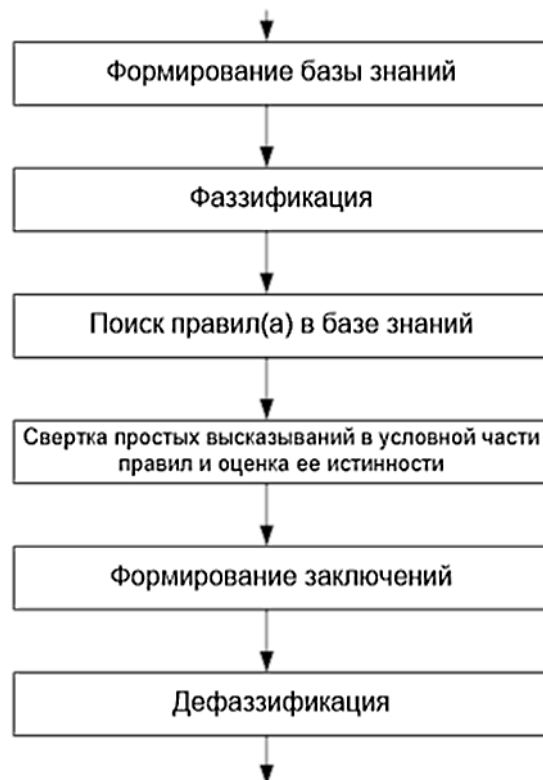 Формирование базы знаний
Фаззификация
Поиск правил(а) в базе знаний
Свертка простых высказываний в условной части
правил и оценка ее истинности
Формирование заключений
Дефаззификация